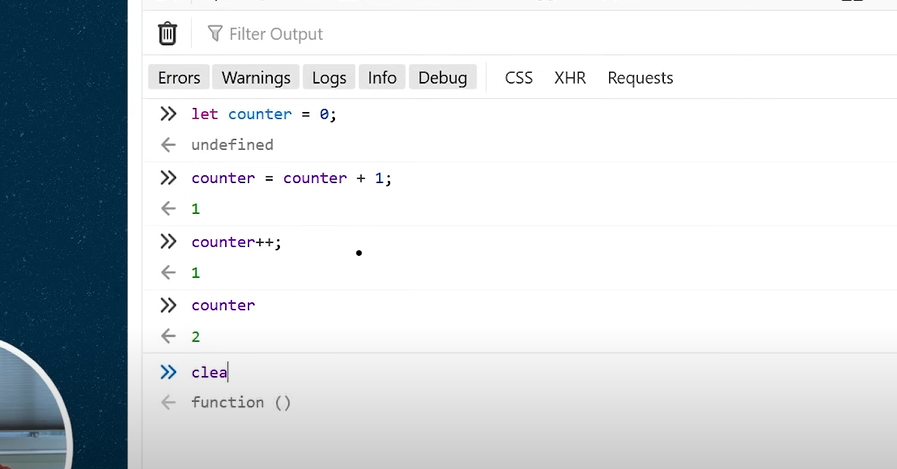 Filter Output
Errors Warnings Logs Info Debug CSS XHR Requests
let counter = 0;
undefined
counter = counter + 1;
1
counter++;
1
counter
2
clea
function ()